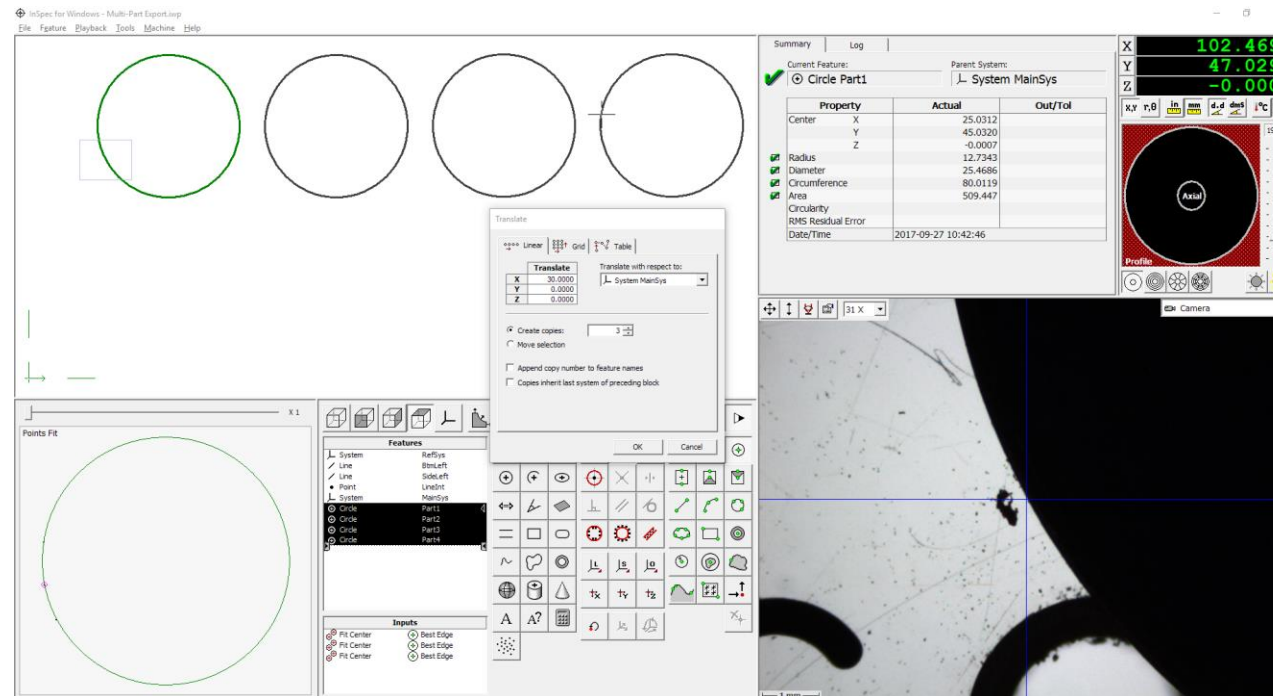 InSpec for Windows - Multi-Part Export.iwp
File Feature Playback Tools Machine Help
Summary Log
Current Feature: Parent System:
Circle Part1 System MainSys
Property Actual Out/Tol
Center X 25.0312
Y 45.0320
Z -0.0007
Radius 12.7343
Diameter 25.4686
Circumference 80.0119
Area 509.447
Circularity
RMS Residual Error
Date/Time 2017-09-27 10:42:46
X 102.469
Y 47.029
Z -0.000
X,Y r,θ in mm d.d dms °C
Axial
Profile
31 X
Camera
1 mm
Translate
Linear Grid Table
Translate
X 30.0000
Y 0.0000
Z 0.0000
Translate with respect to:
System MainSys
Create copies: 3
Move selection
Append copy number to feature names
Copies inherit last system of preceding block
OK Cancel
X 1
Points Fit
Features
System RefSys
Line BtmLeft
Line SideLeft
Point LineInt
System MainSys
Circle Part1
Circle Part2
Circle Part3
Circle Part4
Inputs
Fit Center Best Edge
Fit Center Best Edge
Fit Center Best Edge
A A?